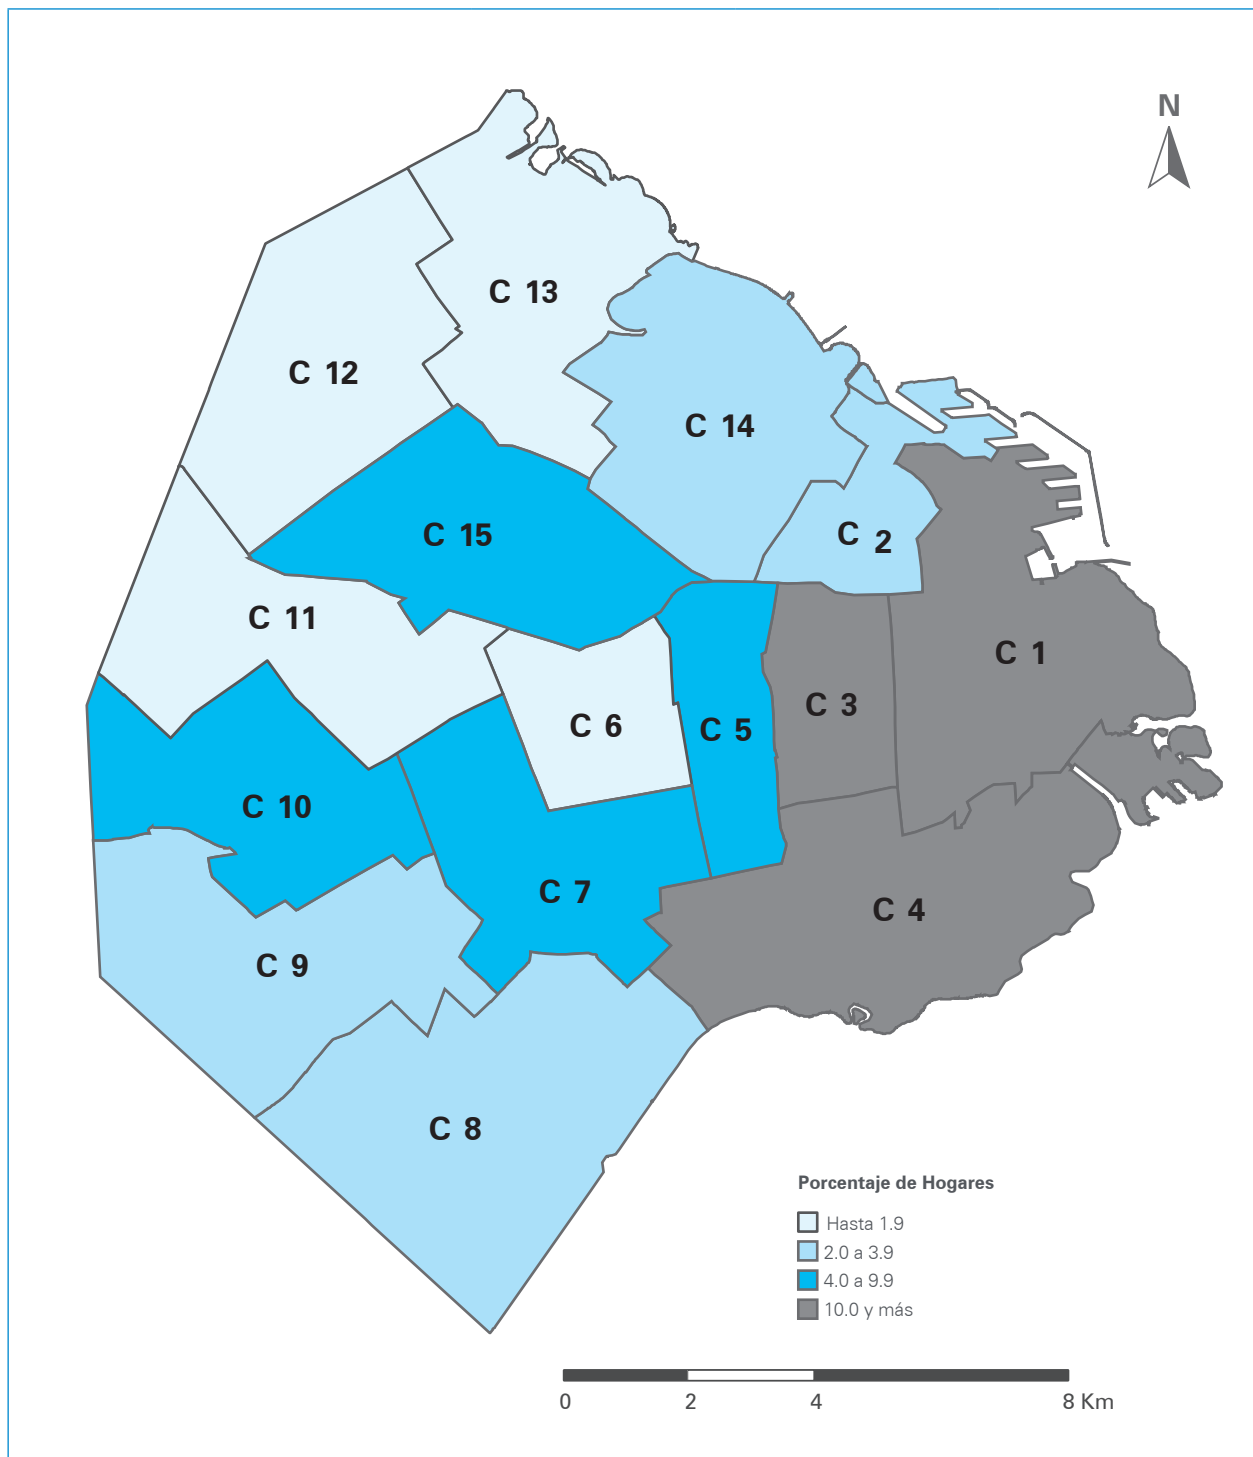 N
C 13
C 12
C 14
C 15
C 2
C 11
C 1
C 3
C 6
C 5
C 10
C 7
C 4
C 9
C 8
Porcentaje de Hogares
Hasta 1.9
2.0 a 3.9
4.0 a 9.9
10.0 y más
0 2 4 8 Km